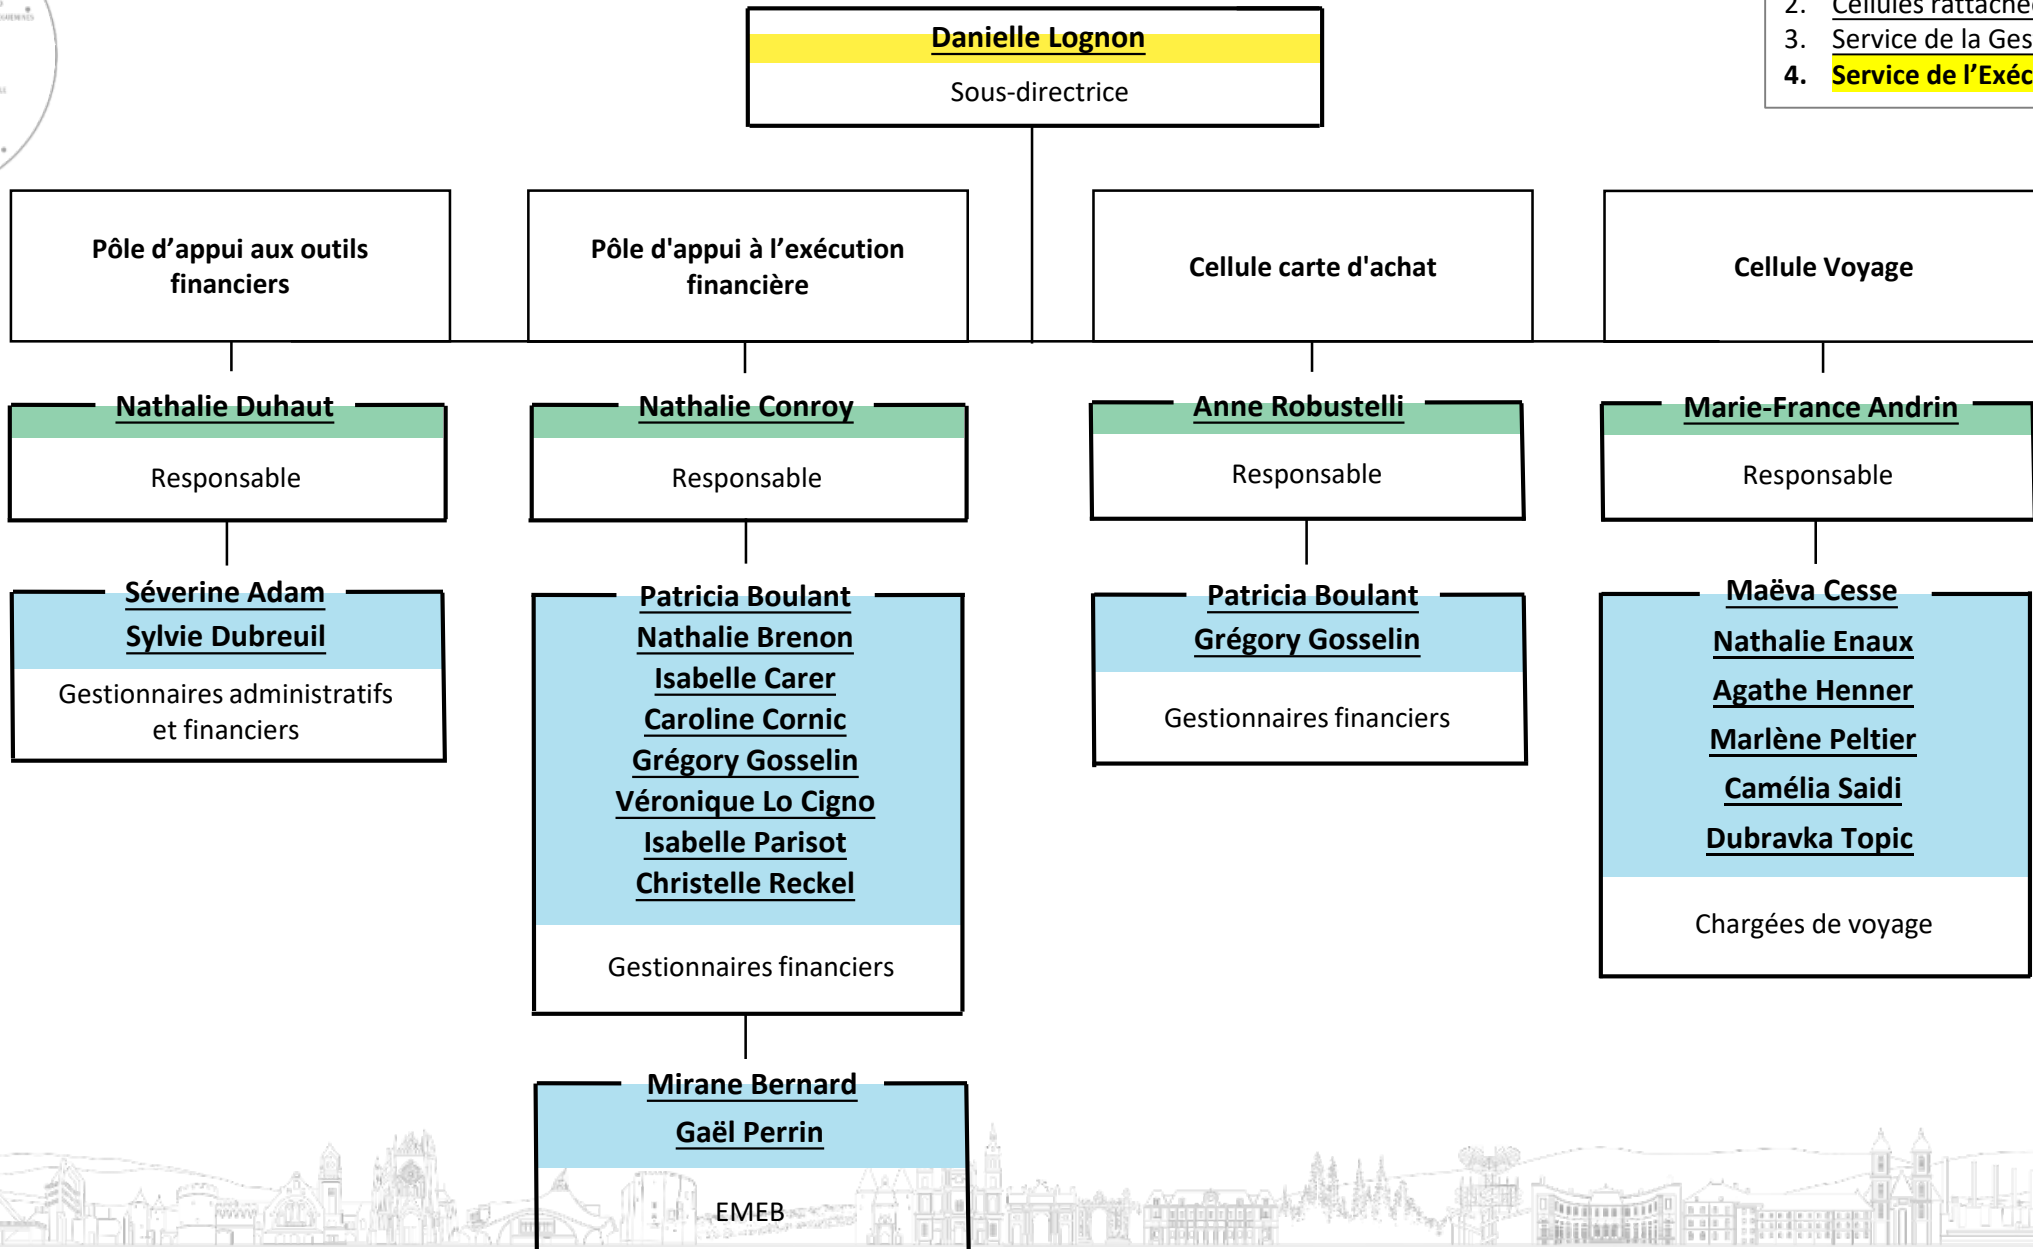 2. Cellules rattaché
3. Service de la Ges
4. Service de l’Exéc
Danielle Lognon
Sous-directrice
Pôle d’appui aux outils
financiers
Pôle d'appui à l’exécution
financière
Cellule carte d'achat
Cellule Voyage
Nathalie Duhaut
Responsable
Nathalie Conroy
Responsable
Anne Robustelli
Responsable
Marie-France Andrin
Responsable
Séverine Adam
Sylvie Dubreuil
Gestionnaires administratifs
et financiers
Patricia Boulant
Nathalie Brenon
Isabelle Carer
Caroline Cornic
Grégory Gosselin
Véronique Lo Cigno
Isabelle Parisot
Christelle Reckel
Gestionnaires financiers
Patricia Boulant
Grégory Gosselin
Gestionnaires financiers
Maëva Cesse
Nathalie Enaux
Agathe Henner
Marlène Peltier
Camélia Saidi
Dubravka Topic
Chargées de voyage
Mirane Bernard
Gaël Perrin
EMEB